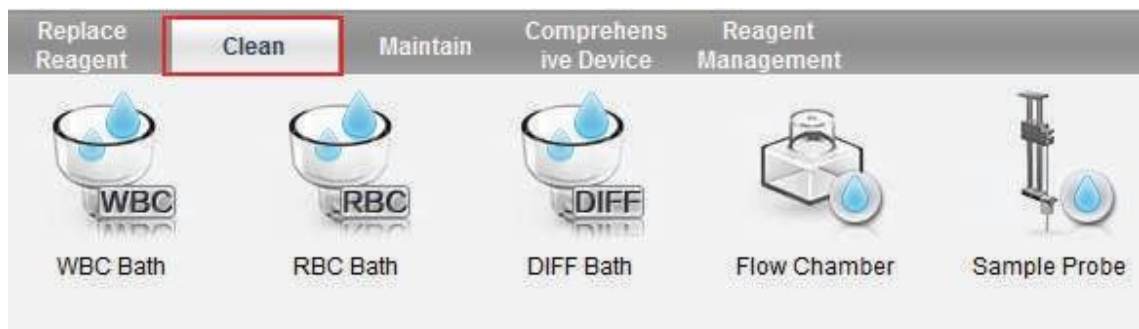 Replace
Reagent
Clean
Maintain
Comprehens
ive Device
Reagent
Management
WBC
RBC
DIFF
WBC Bath
RBC Bath
DIFF Bath
Flow Chamber
Sample Probe